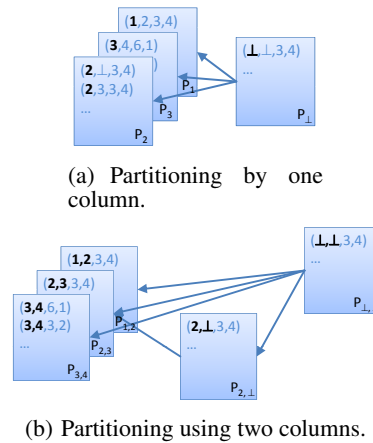 (1,2,3,4)
(3,4,6,1)
(2,⊥,3,4)
(2,3,3,4)
...
P₂
P₃
P₁
(⊥,⊥,3,4)
...
P⊥
(a) Partitioning by one
column.
(1,2,3,4)
(2,3,3,4)
(3,4,6,1)
(3,4,3,2)
...
P₃,₄
P₂,₃
P₁,₂
(2,⊥,3,4)
...
P₂,⊥
(⊥,⊥,3,4)
...
P⊥,
(b) Partitioning using two columns.